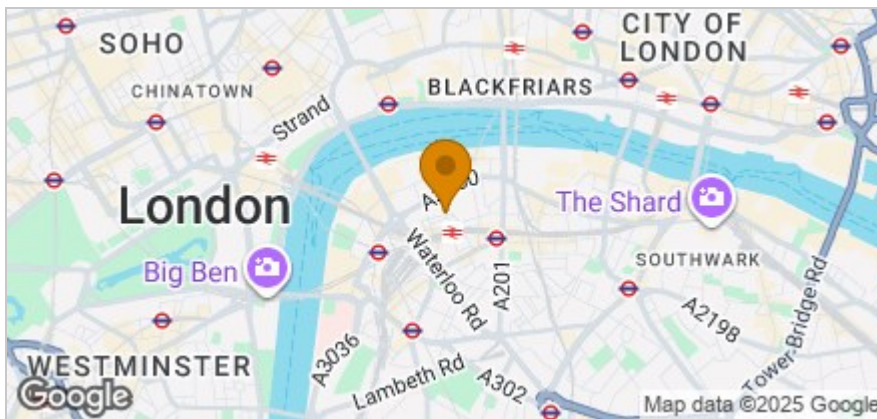 SOHO
CITY OF
LONDON
CHINATOWN
BLACKFRIARS
Strand
London
The Shard
Big Ben
Waterloo Rd
A201
SOUTHWARK
A2198
Tower Bridge Rd
A3036
WESTMINSTER
Lambeth Rd
A302
Google
Map data ©2025 Google